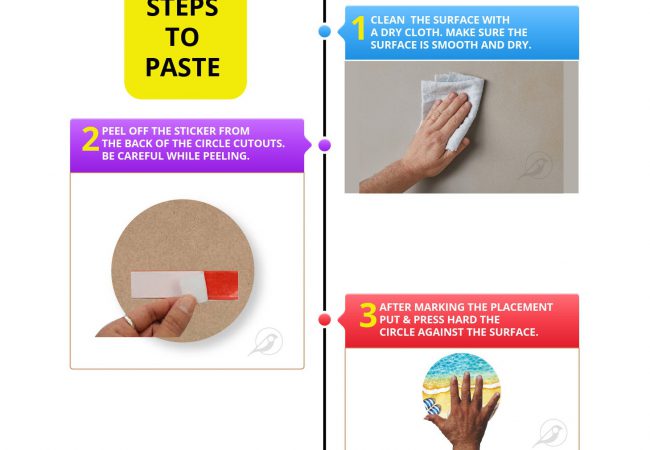 STEPS
TO
PASTE
1 CLEAN THE SURFACE WITH
A DRY CLOTH. MAKE SURE THE
SURFACE IS SMOOTH AND DRY.
2 PEEL OFF THE STICKER FROM
THE BACK OF THE CIRCLE CUTOUTS.
BE CAREFUL WHILE PEELING.
3 AFTER MARKING THE PLACEMENT
PUT & PRESS HARD THE
CIRCLE AGAINST THE SURFACE.